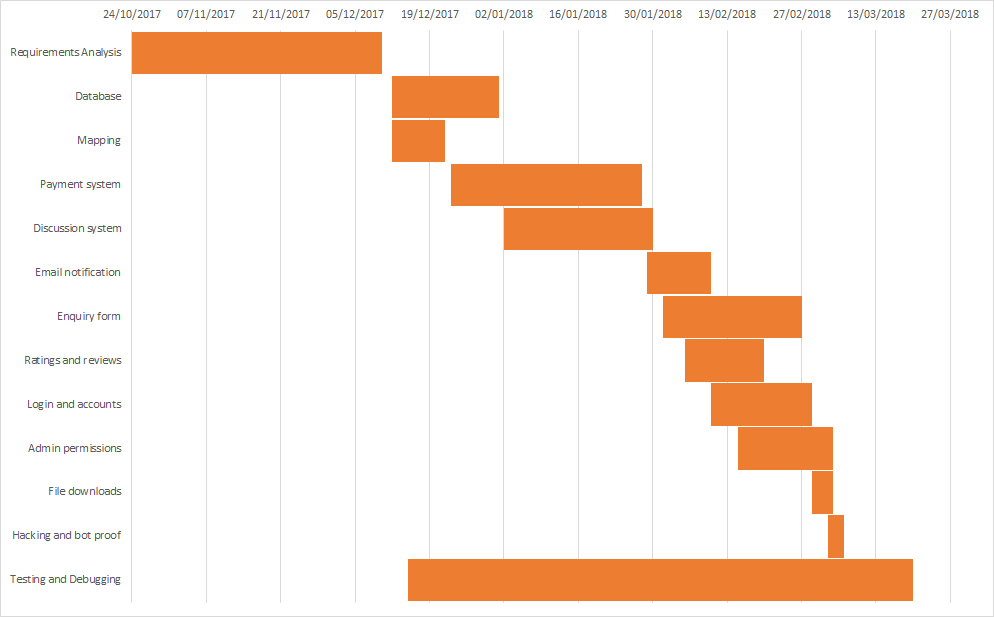 24/10/2017 07/11/2017 21/11/2017 05/12/2017 19/12/2017 02/01/2018 16/01/2018 30/01/2018 13/02/2018 27/02/2018 13/03/2018 27/03/2018
Requirements Analysis
Database
Mapping
Payment system
Discussion system
Email notification
Enquiry form
Ratings and reviews
Login and accounts
Admin permissions
File downloads
Hacking and bot proof
Testing and Debugging